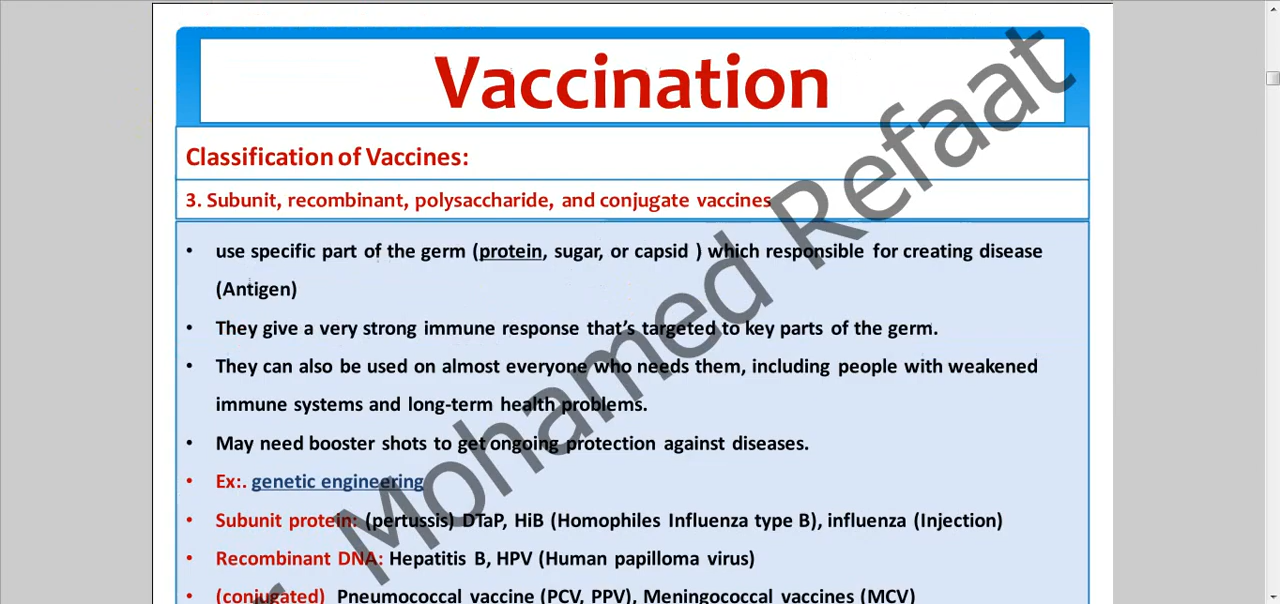 Vaccination
Classification of Vaccines:
3. Subunit, recombinant, polysaccharide, and conjugate vaccines
• use specific part of the germ (protein, sugar, or capsid ) which responsible for creating disease
(Antigen)
• They give a very strong immune response that's targeted to key parts of the germ.
• They can also be used on almost everyone who needs them, including people with weakened
immune systems and long-term health problems.
• May need booster shots to get ongoing protection against diseases.
• Ex:. genetic engineering
• Subunit protein: (pertussis) DTaP, HiB (Homophiles Influenza type B), influenza (Injection)
• Recombinant DNA: Hepatitis B, HPV (Human papilloma virus)
• (conjugated) Pneumococcal vaccine (PCV, PPV), Meningococcal vaccines (MCV)
Mohamed Refaat